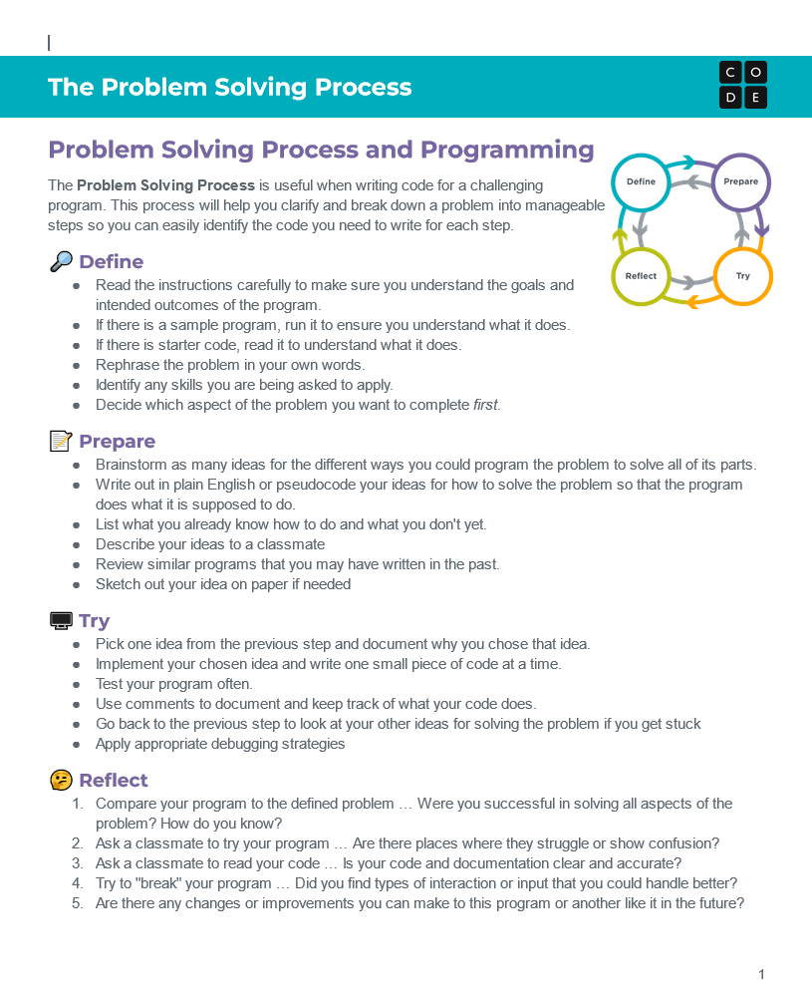 The Problem Solving Process
C O
D E
Problem Solving Process and Programming
The Problem Solving Process is useful when writing code for a challenging
program. This process will help you clarify and break down a problem into manageable
steps so you can easily identify the code you need to write for each step.
Define
Prepare
Reflect
Try
Define
● Read the instructions carefully to make sure you understand the goals and
intended outcomes of the program.
● If there is a sample program, run it to ensure you understand what it does.
● If there is starter code, read it to understand what it does.
● Rephrase the problem in your own words.
● Identify any skills you are being asked to apply.
● Decide which aspect of the problem you want to complete first.
Prepare
● Brainstorm as many ideas for the different ways you could program the problem to solve all of its parts.
● Write out in plain English or pseudocode your ideas for how to solve the problem so that the program
does what it is supposed to do.
● List what you already know how to do and what you don't yet.
● Describe your ideas to a classmate
● Review similar programs that you may have written in the past.
● Sketch out your idea on paper if needed
Try
● Pick one idea from the previous step and document why you chose that idea.
● Implement your chosen idea and write one small piece of code at a time.
● Test your program often.
● Use comments to document and keep track of what your code does.
● Go back to the previous step to look at your other ideas for solving the problem if you get stuck
● Apply appropriate debugging strategies
Reflect
1. Compare your program to the defined problem … Were you successful in solving all aspects of the
problem? How do you know?
2. Ask a classmate to try your program … Are there places where they struggle or show confusion?
3. Ask a classmate to read your code … Is your code and documentation clear and accurate?
4. Try to "break" your program … Did you find types of interaction or input that you could handle better?
5. Are there any changes or improvements you can make to this program or another like it in the future?
1